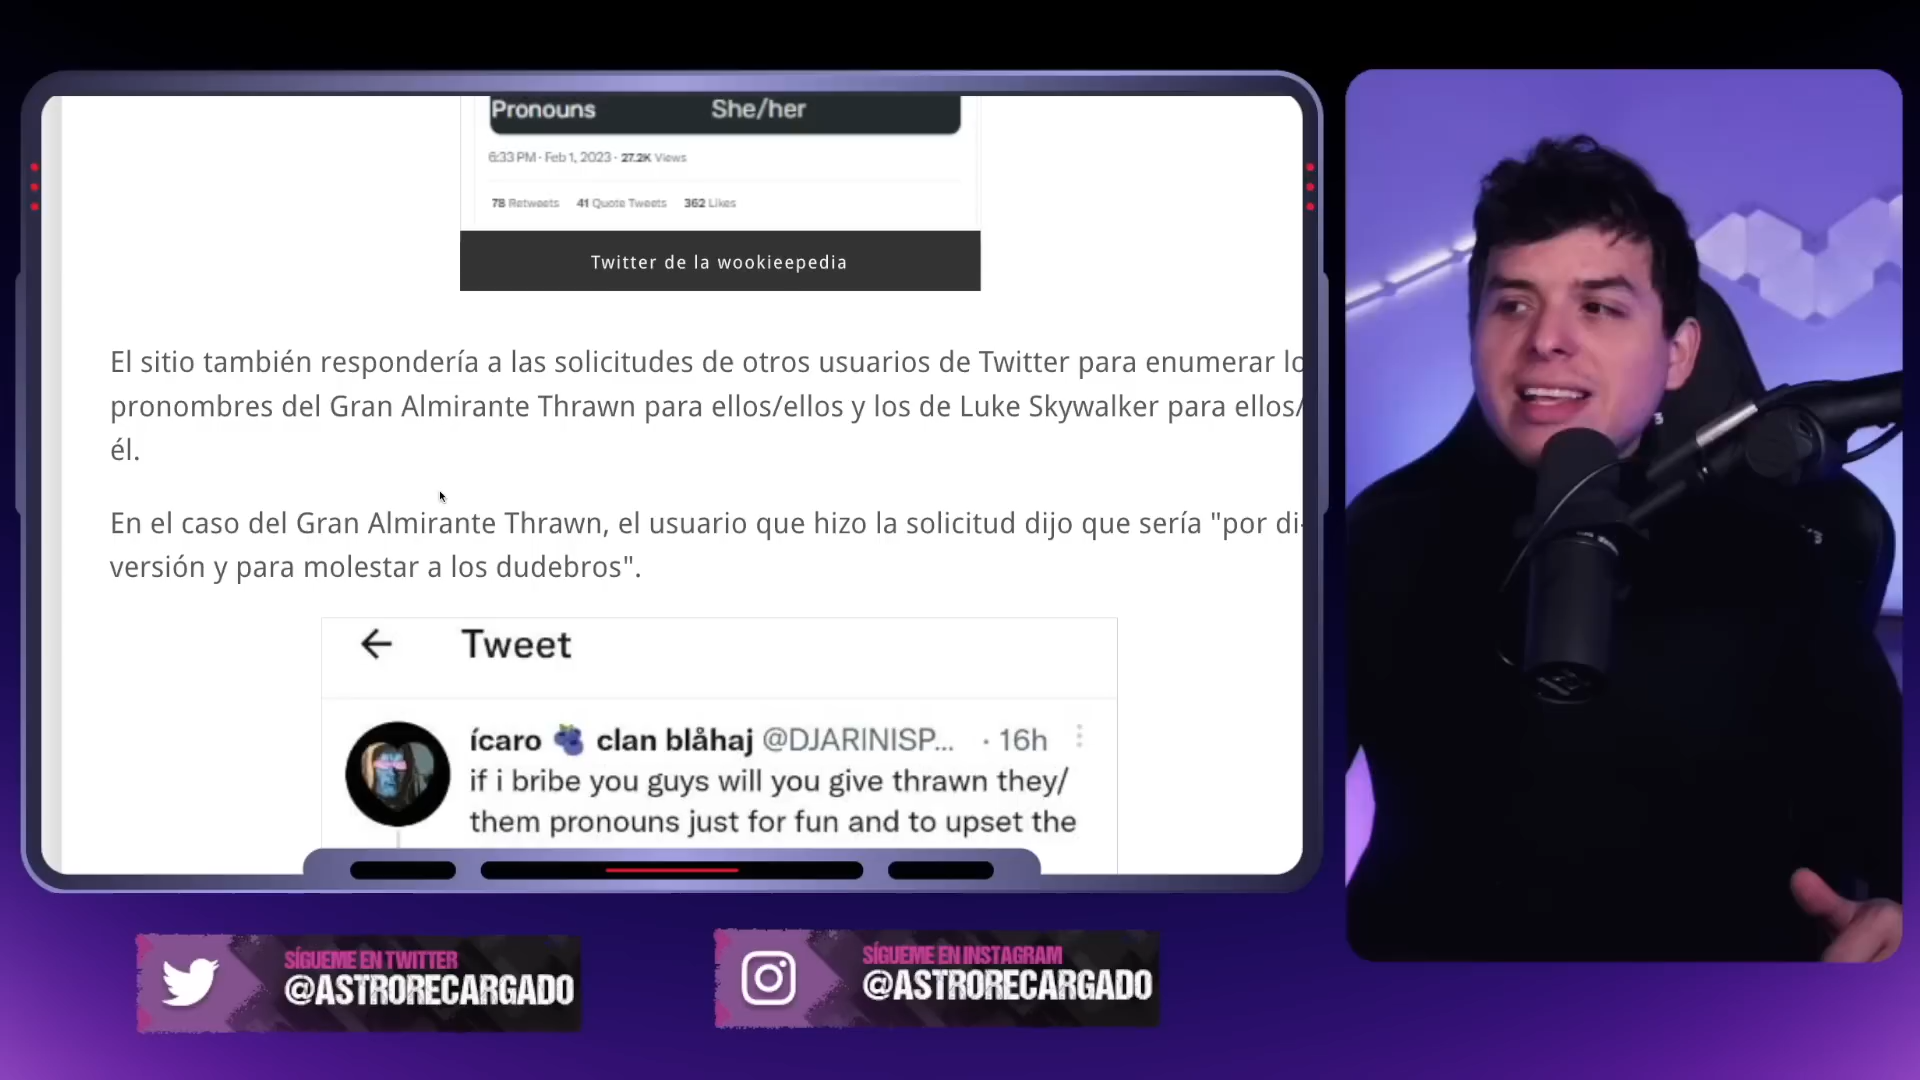 Pronouns She/her
6:33 PM · Feb 1, 2023 · 27.2K Views
78 Retweets 41 Quote Tweets 362 Likes
Twitter de la wookieepedia
El sitio también respondería a las solicitudes de otros usuarios de Twitter para enumerar lo
pronombres del Gran Almirante Thrawn para ellos/ellos y los de Luke Skywalker para ellos/
él.
En el caso del Gran Almirante Thrawn, el usuario que hizo la solicitud dijo que sería "por di-
versión y para molestar a los dudebros".
Tweet
ícaro 🫐 clan blåhaj @DJARINISP... · 16h
if i bribe you guys will you give thrawn they/
them pronouns just for fun and to upset the
SÍGUEME EN TWITTER
@ASTRORECARGADO
SÍGUEME EN INSTAGRAM
@ASTRORECARGADO